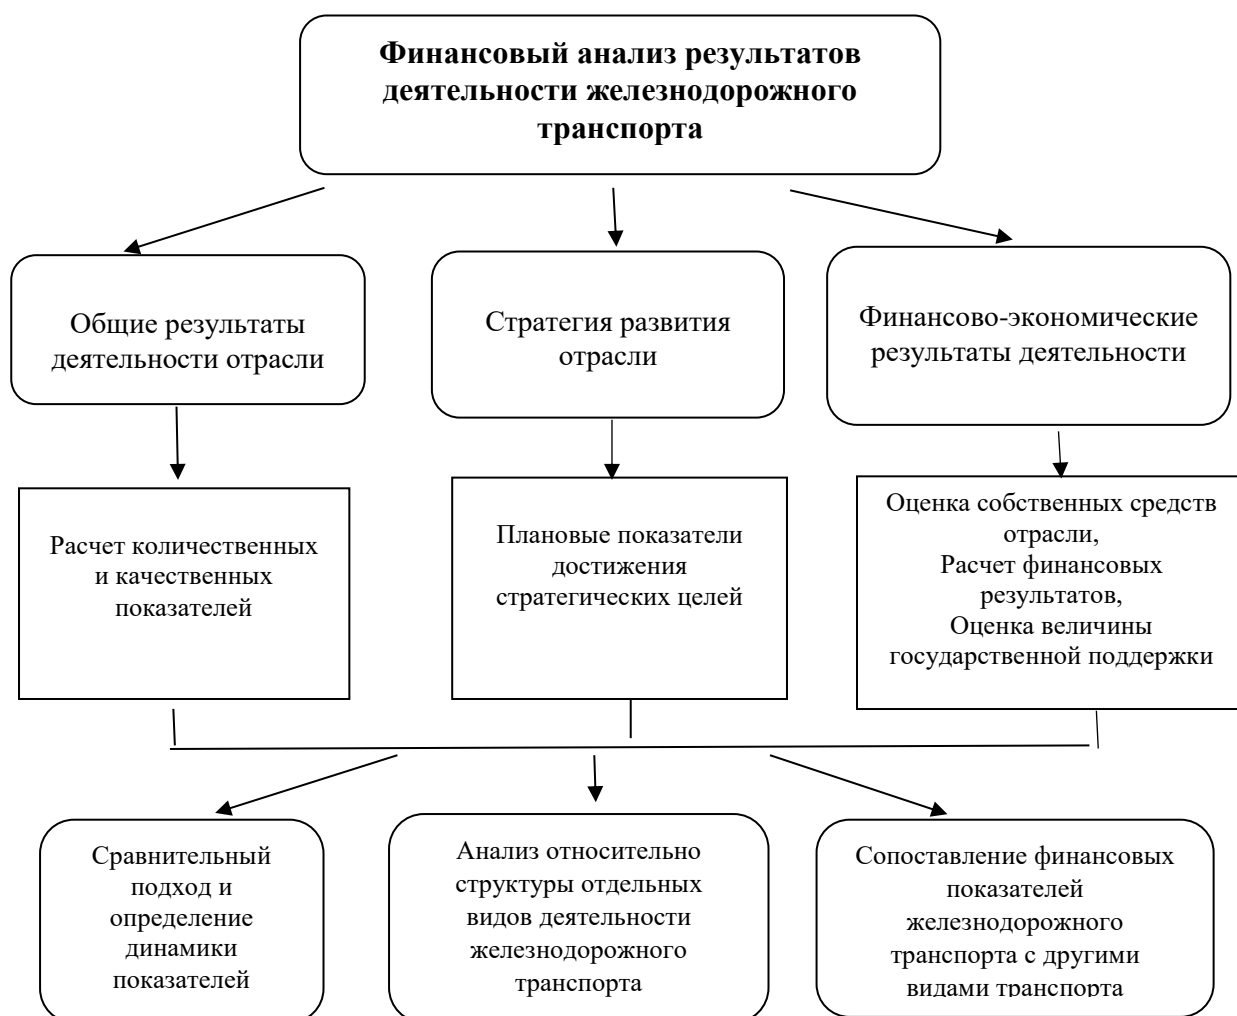 Финансовый анализ результатов
деятельности железнодорожного
транспорта
Общие результаты
деятельности отрасли
Стратегия развития
отрасли
Финансово-экономические
результаты деятельности
Расчет количественных
и качественных
показателей
Плановые показатели
достижения
стратегических целей
Оценка собственных средств
отрасли,
Расчет финансовых
результатов,
Оценка величины
государственной поддержки
Сравнительный
подход и
определение
динамики
показателей
Анализ относительно
структуры отдельных
видов деятельности
железнодорожного
транспорта
Сопоставление финансовых
показателей
железнодорожного
транспорта с другими
видами транспорта